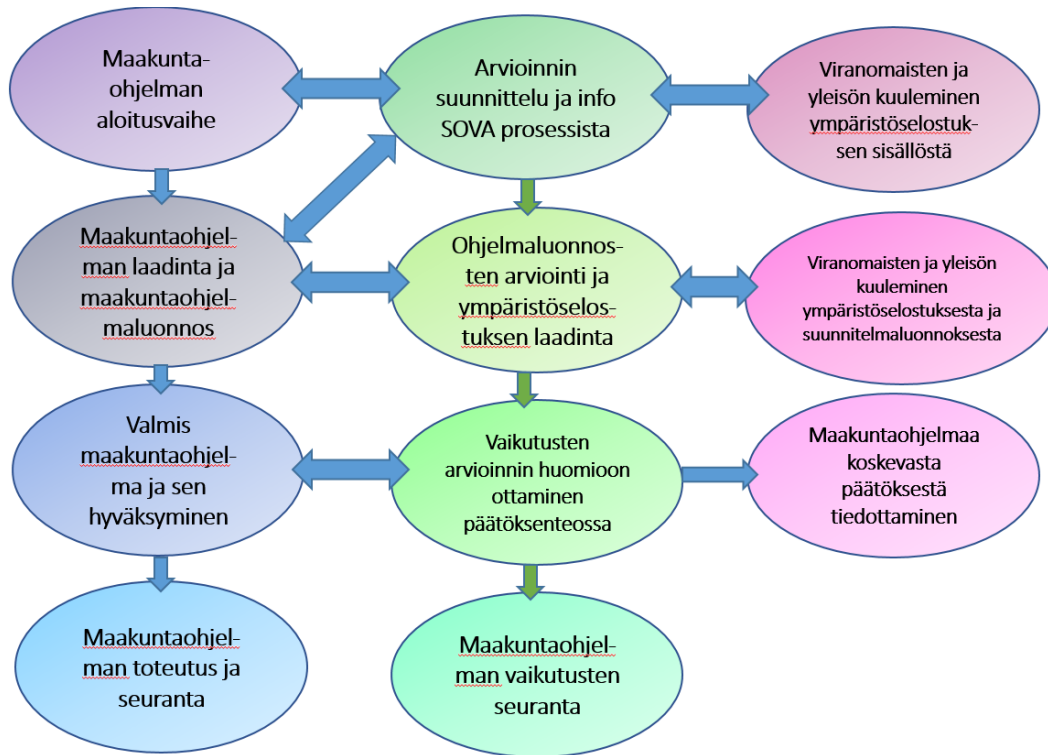 Maakunta-
ohjelman
aloitusvaihe
Arvioinnin
suunnittelu ja info
SOVA prosessista
Viranomaisten ja
yleisön kuuleminen
ympäristöselostuk-
sen sisällöstä
Maakuntaohjel-
man laadinta ja
maakuntaohjel-
maluonnos
Ohjelmaluonnos-
ten arviointi ja
ympäristöselos-
tuksen laadinta
Viranomaisten ja yleisön
kuuleminen
ympäristöselostuksesta ja
suunnitelmaluonnoksesta
Valmis
maakuntaohjel-
ma ja sen
hyväksyminen
Vaikutusten
arvioinnin huomioon
ottaminen
päätöksenteossa
Maakuntaohjelmaa
koskevasta
päätöksestä
tiedottaminen
Maakuntaohjel-
man toteutus ja
seuranta
Maakuntaohjel-
man vaikutusten
seuranta